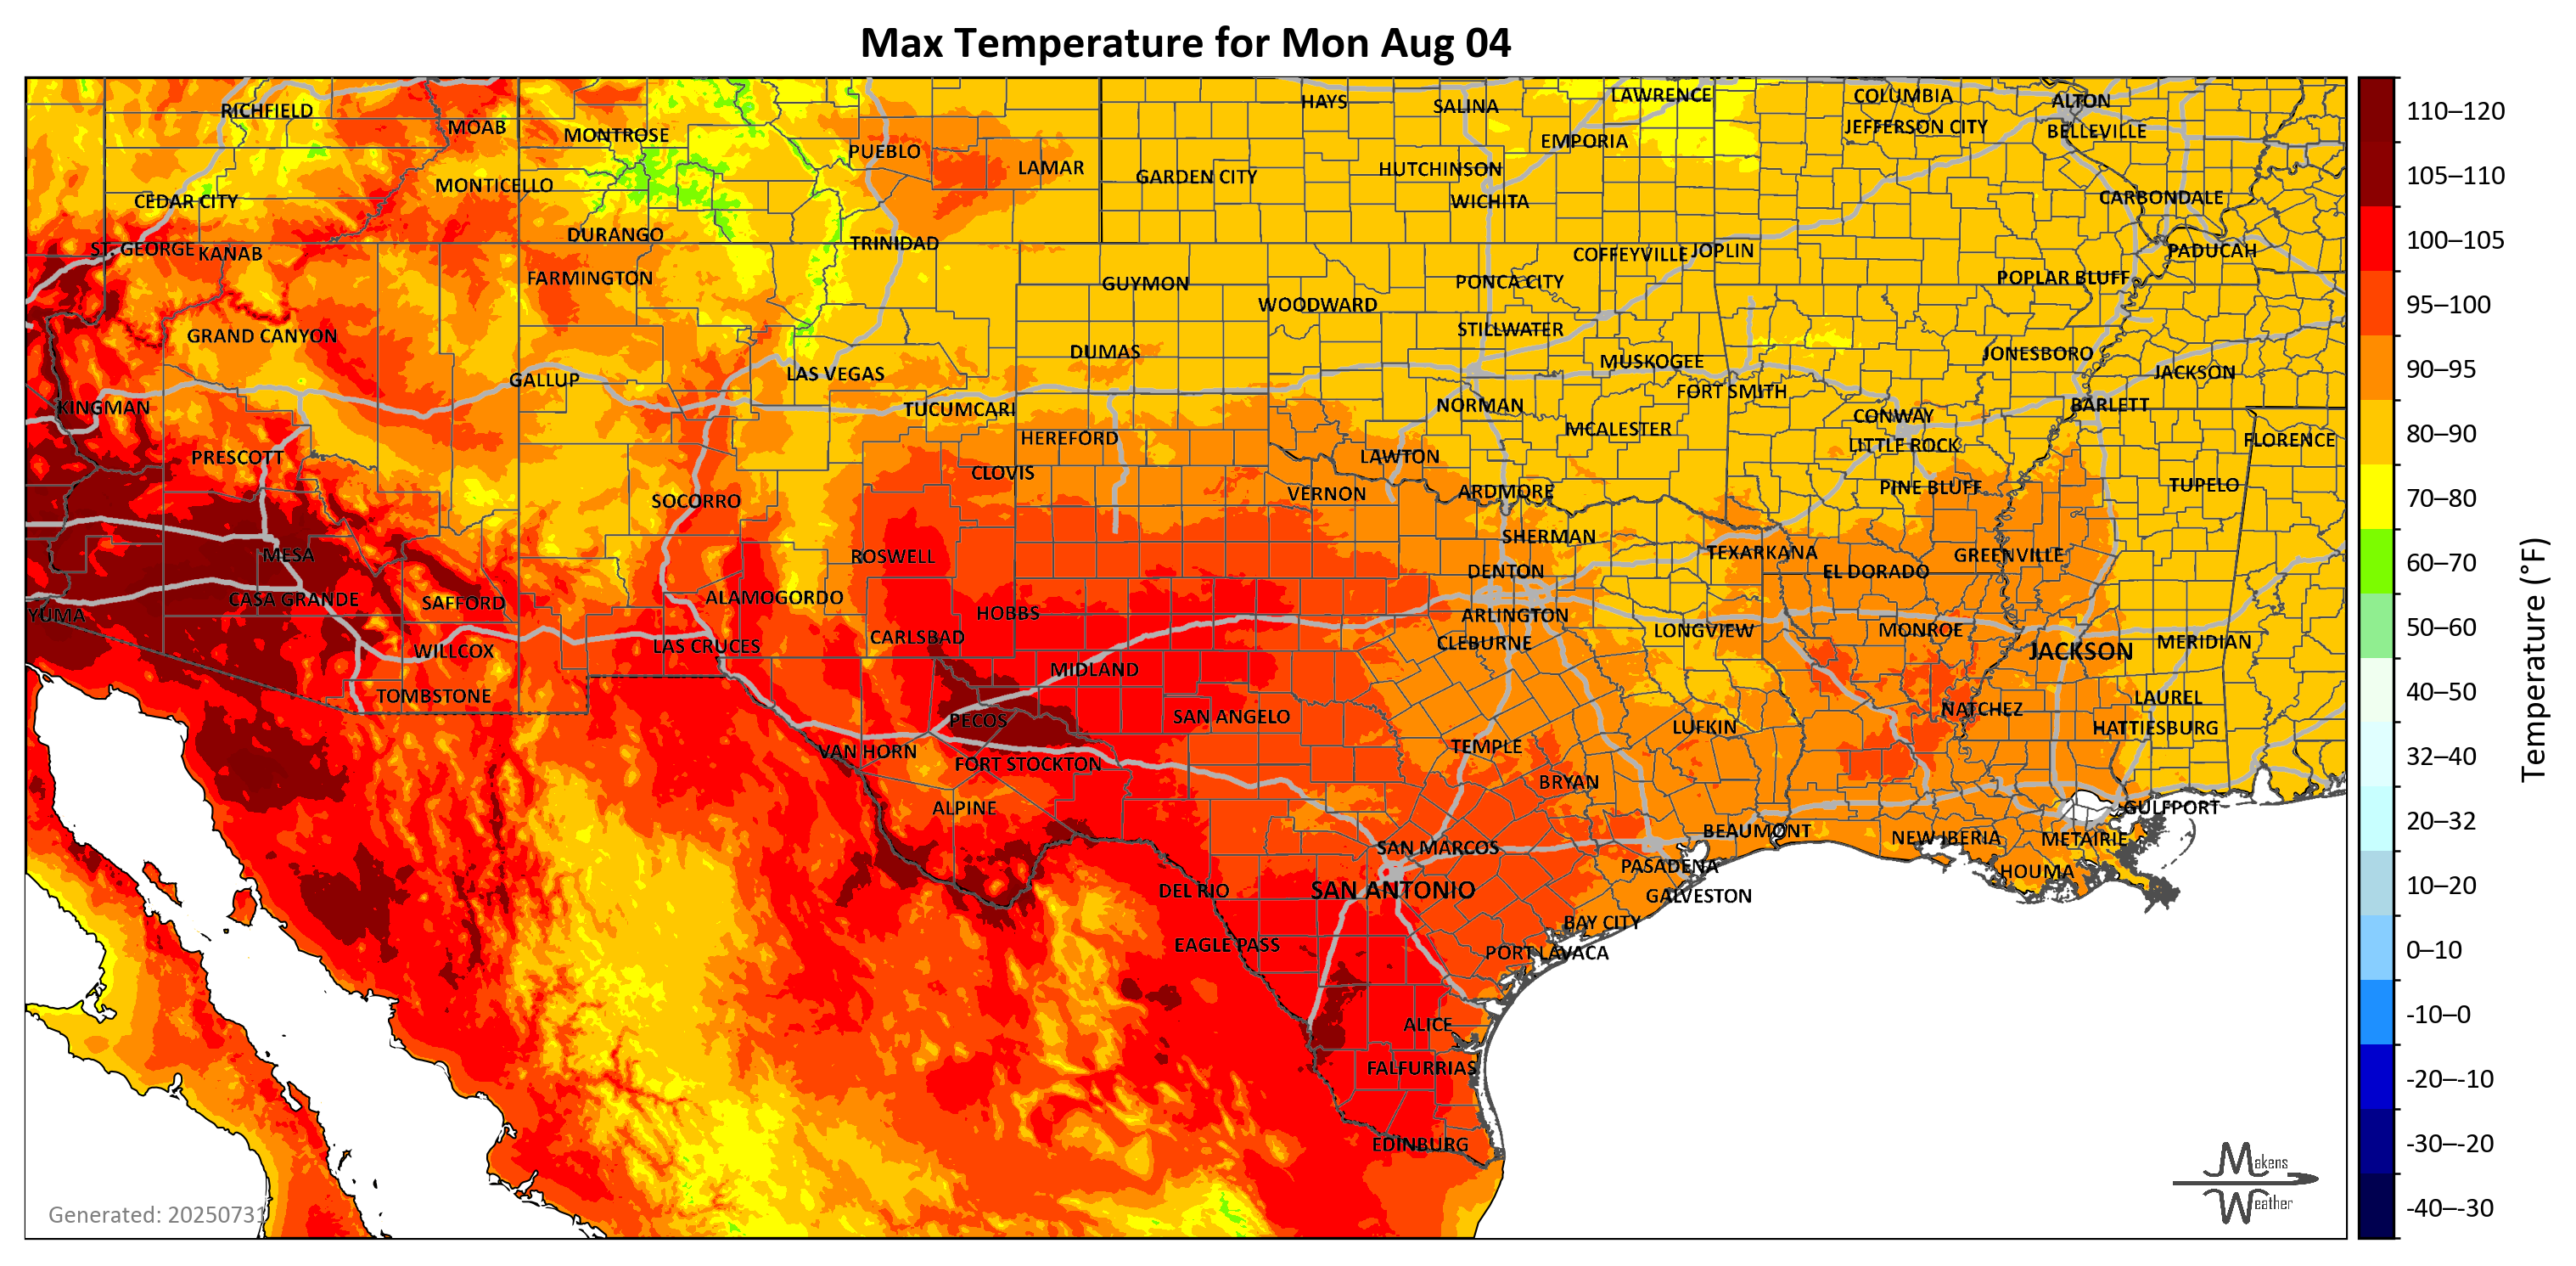 Max Temperature for Mon Aug 04
RICHFIELD
MOAB
MONTROSE
PUEBLO
LAMAR
HAYS
SALINA
LAWRENCE
EMPORIA
COLUMBIA
JEFFERSON CITY
ALTON
BELLEVILLE
CEDAR CITY
MONTICELLO
GARDEN CITY
HUTCHINSON
WICHITA
CARBONDALE
ST. GEORGE
KANAB
DURANGO
TRINIDAD
COFFEYVILLE
JOPLIN
PADUCAH
FARMINGTON
GUYMON
WOODWARD
PONCA CITY
POPLAR BLUFF
GRAND CANYON
STILLWATER
DUMAS
MUSKOGEE
JONESBORO
GALLUP
LAS VEGAS
FORT SMITH
JACKSON
KINGMAN
TUCUMCARI
NORMAN
CONWAY
BARLETT
HEREFORD
MCALESTER
LITTLE ROCK
FLORENCE
PRESCOTT
CLOVIS
LAWTON
SOCORRO
VERNON
ARDMORE
PINE BLUFF
TUPELO
MESA
ROSWELL
SHERMAN
TEXARKANA
GREENVILLE
DENTON
EL DORADO
CASA GRANDE
SAFFORD
ALAMOGORDO
HOBBS
ARLINGTON
YUMA
WILLCOX
LAS CRUCES
CARLSBAD
CLEBURNE
LONGVIEW
MONROE
JACKSON
MERIDIAN
TOMBSTONE
MIDLAND
PECOS
SAN ANGELO
LUFKIN
NATCHEZ
LAUREL
HATTIESBURG
VAN HORN
FORT STOCKTON
TEMPLE
BRYAN
ALPINE
GULFPORT
SAN MARCOS
BEAUMONT
NEW IBERIA
METAIRIE
DEL RIO
SAN ANTONIO
PASADENA
GALVESTON
HOUMA
EAGLE PASS
BAY CITY
PORT LAVACA
ALICE
FALFURRIAS
EDINBURG
Generated: 20250731
Makens
Weather
110–120
105–110
100–105
95–100
90–95
80–90
70–80
60–70
50–60
40–50
32–40
20–32
10–20
0–10
-10–0
-20–-10
-30–-20
-40–-30
Temperature (°F)